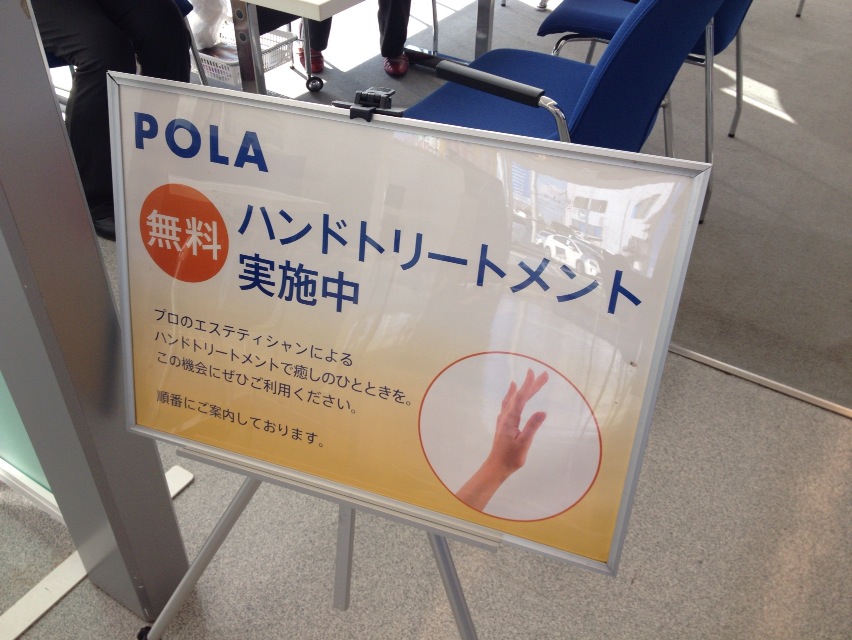 POLA
無料
ハンドトリートメント
実施中
プロのエステティシャンによる
ハンドトリートメントで癒しのひとときを。
この機会にぜひご利用ください。
順番にご案内しております。